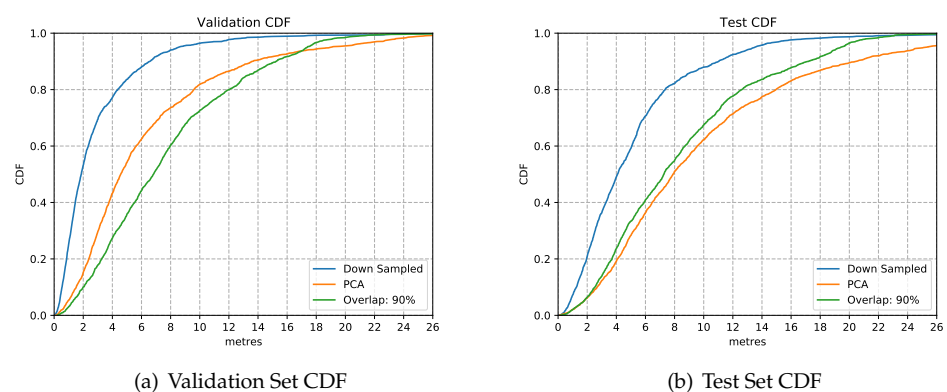 Validation CDF
1.0
0.8
0.6
0.4
0.2
0.0
CDF
0 2 4 6 8 10 12 14 16 18 20 22 24 26
metres
Down Sampled
PCA
Overlap: 90%
(a) Validation Set CDF
Test CDF
1.0
0.8
0.6
0.4
0.2
0.0
CDF
0 2 4 6 8 10 12 14 16 18 20 22 24 26
metres
Down Sampled
PCA
Overlap: 90%
(b) Test Set CDF